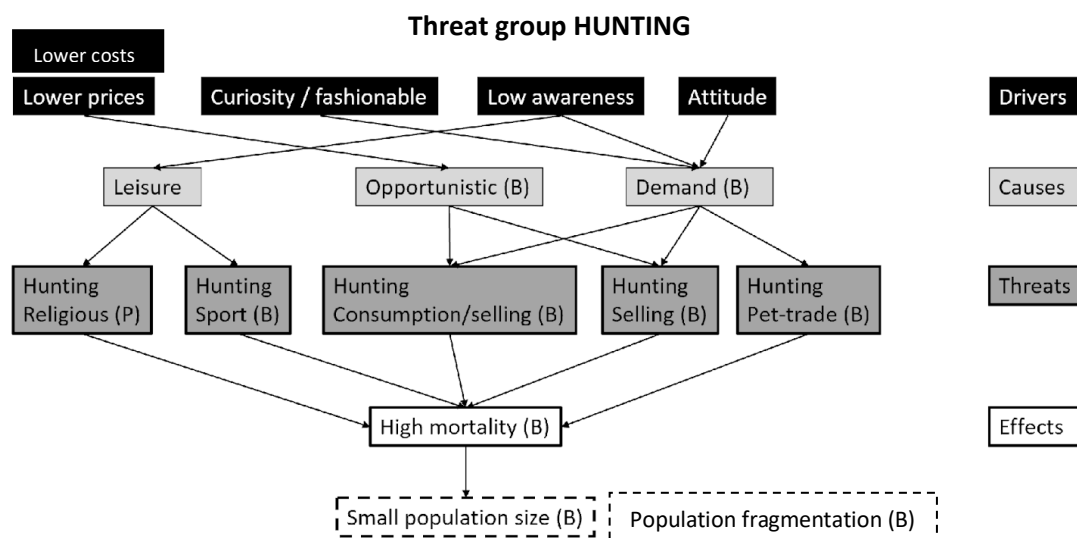 Threat group HUNTING
Lower costs
Lower prices
Curiosity / fashionable
Low awareness
Attitude
Drivers
Leisure
Opportunistic (B)
Demand (B)
Causes
Hunting
Religious (P)
Hunting
Sport (B)
Hunting
Consumption/selling (B)
Hunting
Selling (B)
Hunting
Pet-trade (B)
Threats
High mortality (B)
Effects
Small population size (B)
Population fragmentation (B)